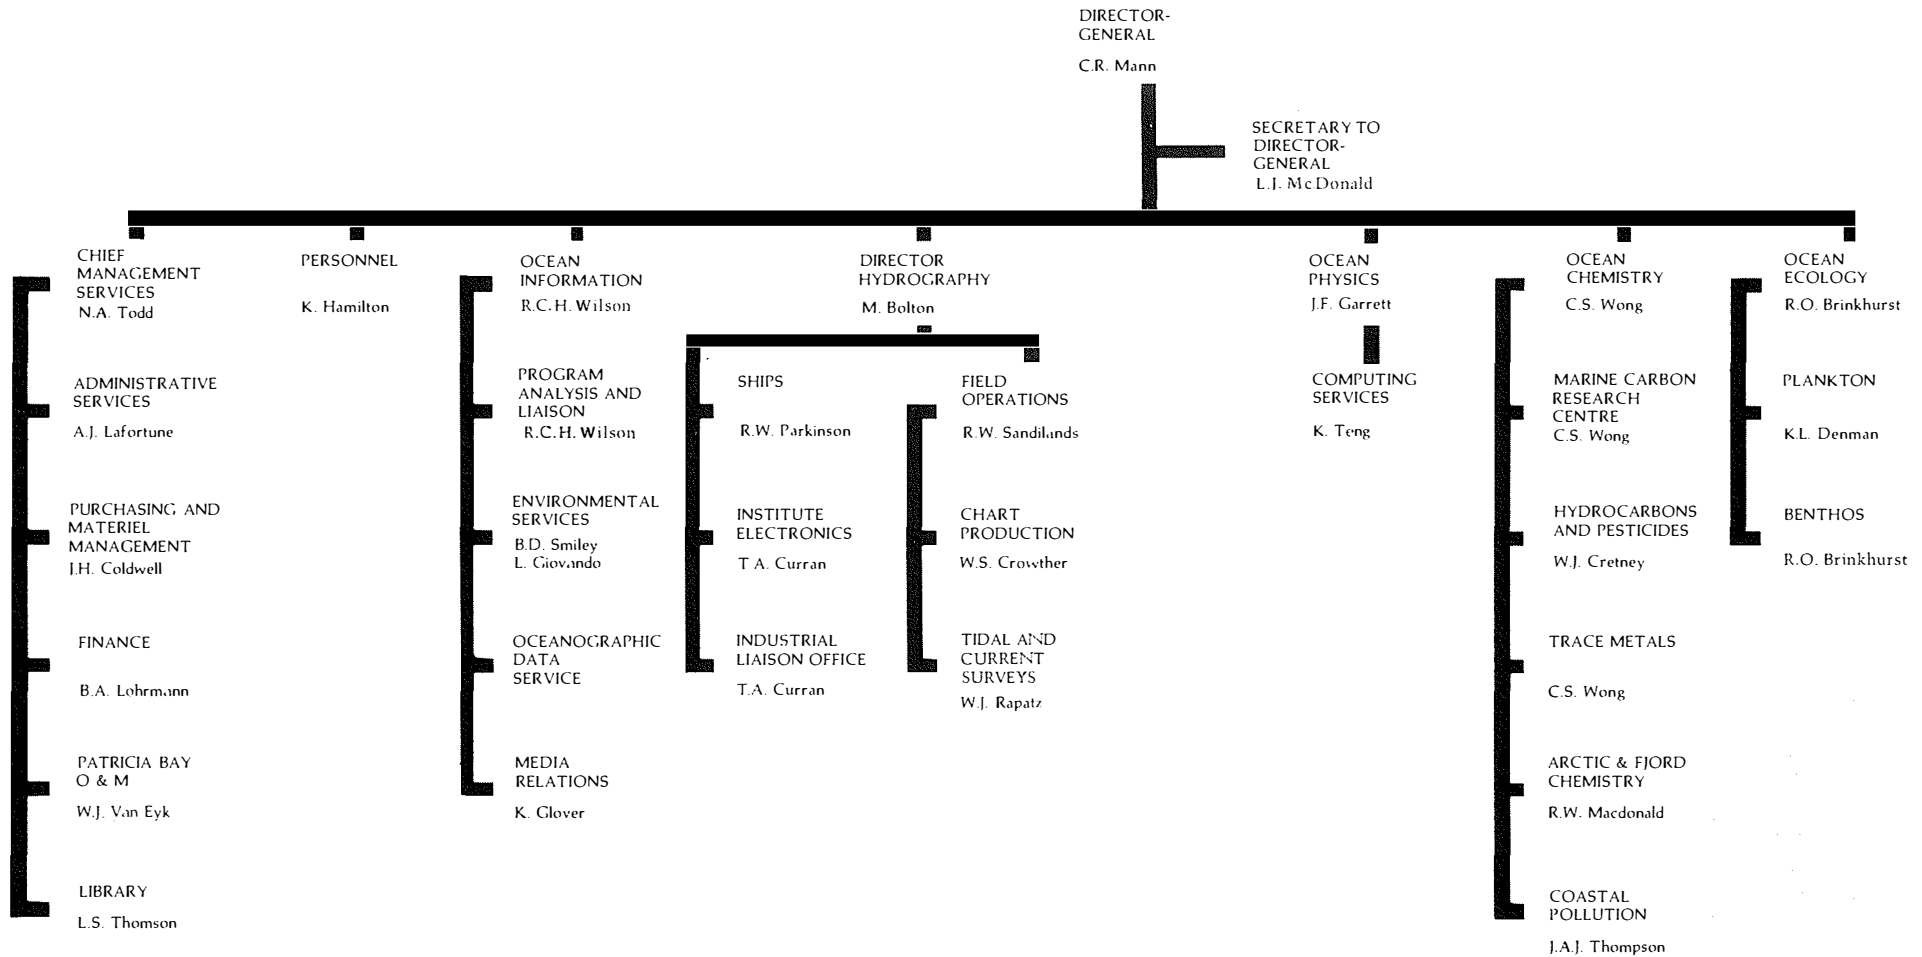 DIRECTOR-
GENERAL
C.R. Mann
SECRETARY TO
DIRECTOR-
GENERAL
L.J. McDonald
CHIEF
MANAGEMENT
SERVICES
N.A. Todd
ADMINISTRATIVE
SERVICES
A.J. Lafortune
PURCHASING AND
MATERIEL
MANAGEMENT
J.H. Coldwell
FINANCE
B.A. Lohrmann
PATRICIA BAY
O & M
W.J. Van Eyk
LIBRARY
L.S. Thomson
PERSONNEL
K. Hamilton
OCEAN
INFORMATION
R.C.H. Wilson
PROGRAM
ANALYSIS AND
LIAISON
R.C.H. Wilson
ENVIRONMENTAL
SERVICES
B.D. Smiley
L. Giovando
OCEANOGRAPHIC
DATA
SERVICE
MEDIA
RELATIONS
K. Glover
DIRECTOR
HYDROGRAPHY
M. Bolton
SHIPS
R.W. Parkinson
INSTITUTE
ELECTRONICS
T A. Curran
INDUSTRIAL
LIAISON OFFICE
T.A. Curran
FIELD
OPERATIONS
R.W. Sandilands
CHART
PRODUCTION
W.S. Crowther
TIDAL AND
CURRENT
SURVEYS
W.J. Rapatz
OCEAN
PHYSICS
J.F. Garrett
COMPUTING
SERVICES
K. Teng
OCEAN
CHEMISTRY
C.S. Wong
MARINE CARBON
RESEARCH
CENTRE
C.S. Wong
HYDROCARBONS
AND PESTICIDES
W.J. Cretney
TRACE METALS
C.S. Wong
ARCTIC & FJORD
CHEMISTRY
R.W. Macdonald
COASTAL
POLLUTION
J.A.J. Thompson
OCEAN
ECOLOGY
R.O. Brinkhurst
PLANKTON
K.L. Denman
BENTHOS
R.O. Brinkhurst